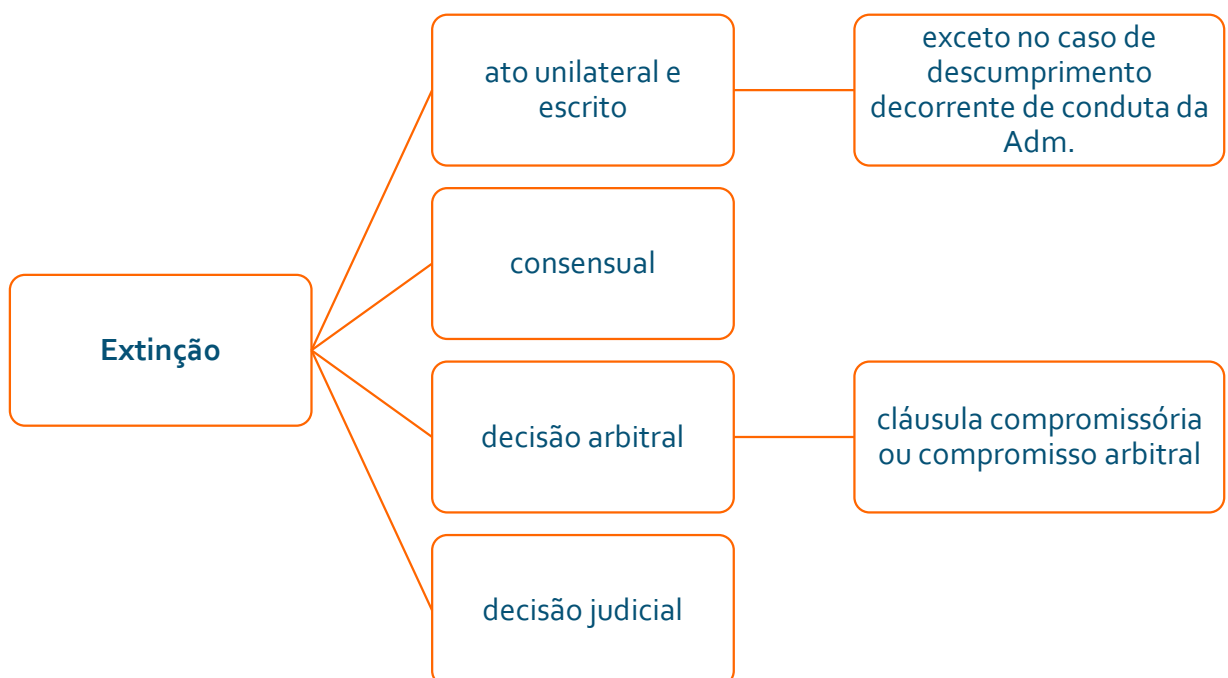 Extinção
ato unilateral e
escrito
exceto no caso de
descumprimento
decorrente de conduta da
Adm.
consensual
decisão arbitral
cláusula compromissória
ou compromisso arbitral
decisão judicial